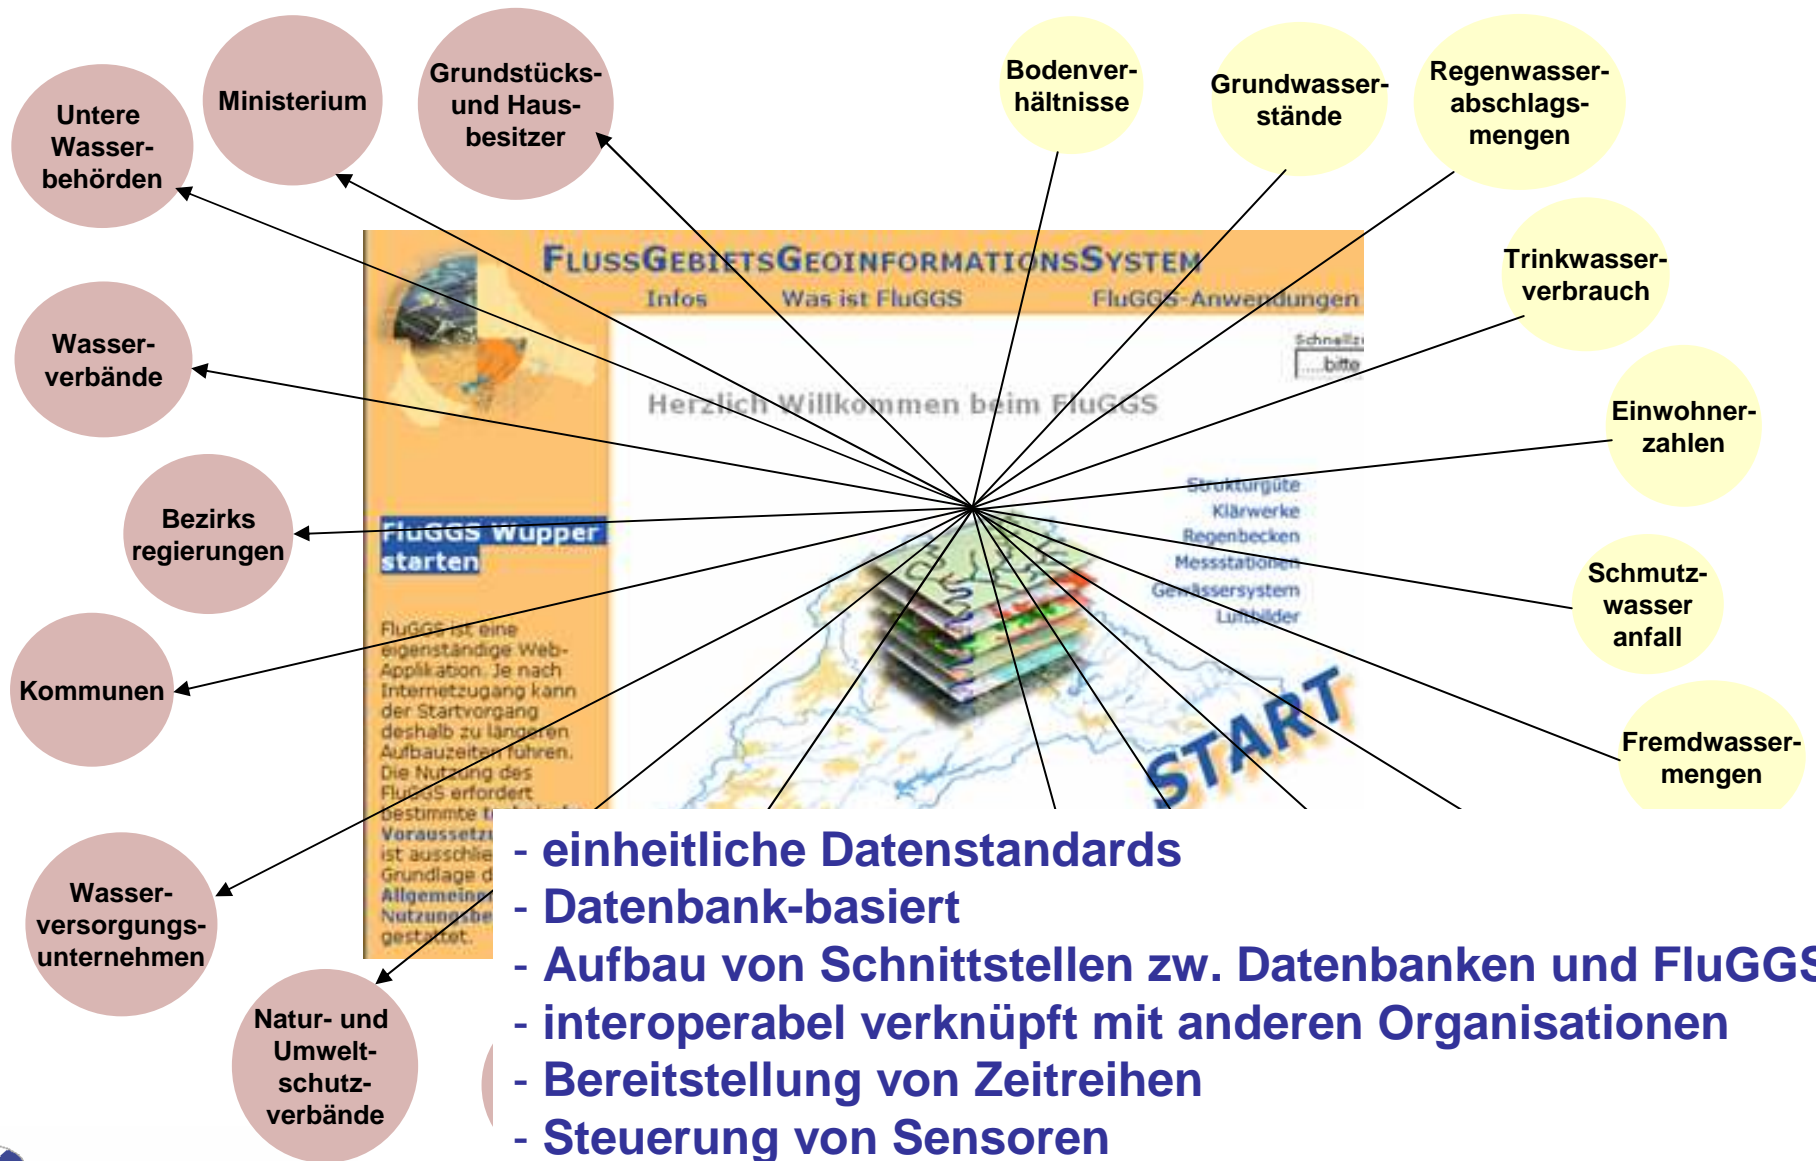 Untere
Wasser-
behörden
Ministerium
Grundstücks-
und Haus-
besitzer
Bodenver-
hältnisse
Grundwasser-
stände
Regenwasser-
abschlags-
mengen
Trinkwasser-
verbrauch
Einwohner-
zahlen
Schmutz-
wasser
anfall
Fremdwasser-
mengen
Wasser-
verbände
Bezirks
regierungen
Kommunen
Wasser-
versorgungs-
unternehmen
Natur- und
Umwelt-
schutz-
verbände
FLUSSGEBIETSGEOINFORMATIONSSYSTEM
Infos Was ist FluGGS FluGGS-Anwendungen
....bitte
Herzlich Willkommen beim FluGGS
FluGGS Wupper
starten
FluGGS ist eine
eigenständige Web-
Applikation. Je nach
Internetzugang kann
der Startvorgang
deshalb zu längeren
Aufbauzeiten führen.
Die Nutzung des
FluGGS erfordert
bestimmte
ist
Grundlage
gestattet.
Strukturgüte
Klärwerke
Regenbecken
Messstationen
Gewässersystem
Luftbilder
START
- einheitliche Datenstandards
- Datenbank-basiert
- Aufbau von Schnittstellen zw. Datenbanken und FluGGS
- interoperabel verknüpft mit anderen Organisationen
- Bereitstellung von Zeitreihen
- Steuerung von Sensoren